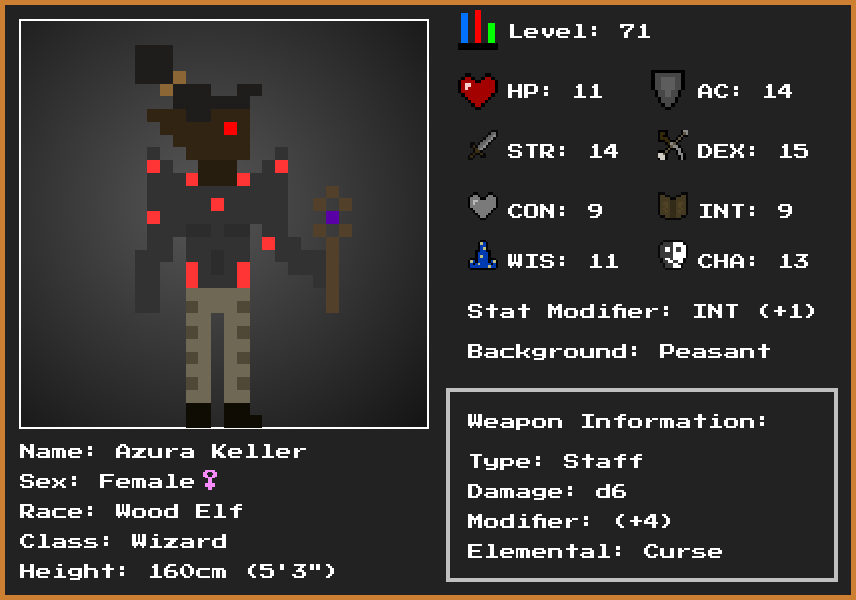 Level: 71
HP: 11 AC: 14
STR: 14 DEX: 15
CON: 9 INT: 9
WIS: 11 CHA: 13
Stat Modifier: INT (+1)
Background: Peasant
Weapon Information:
Type: Staff
Damage: d6
Modifier: (+4)
Elemental: Curse
Name: Azura Keller
Sex: Female♀
Race: Wood Elf
Class: Wizard
Height: 160cm (5'3")